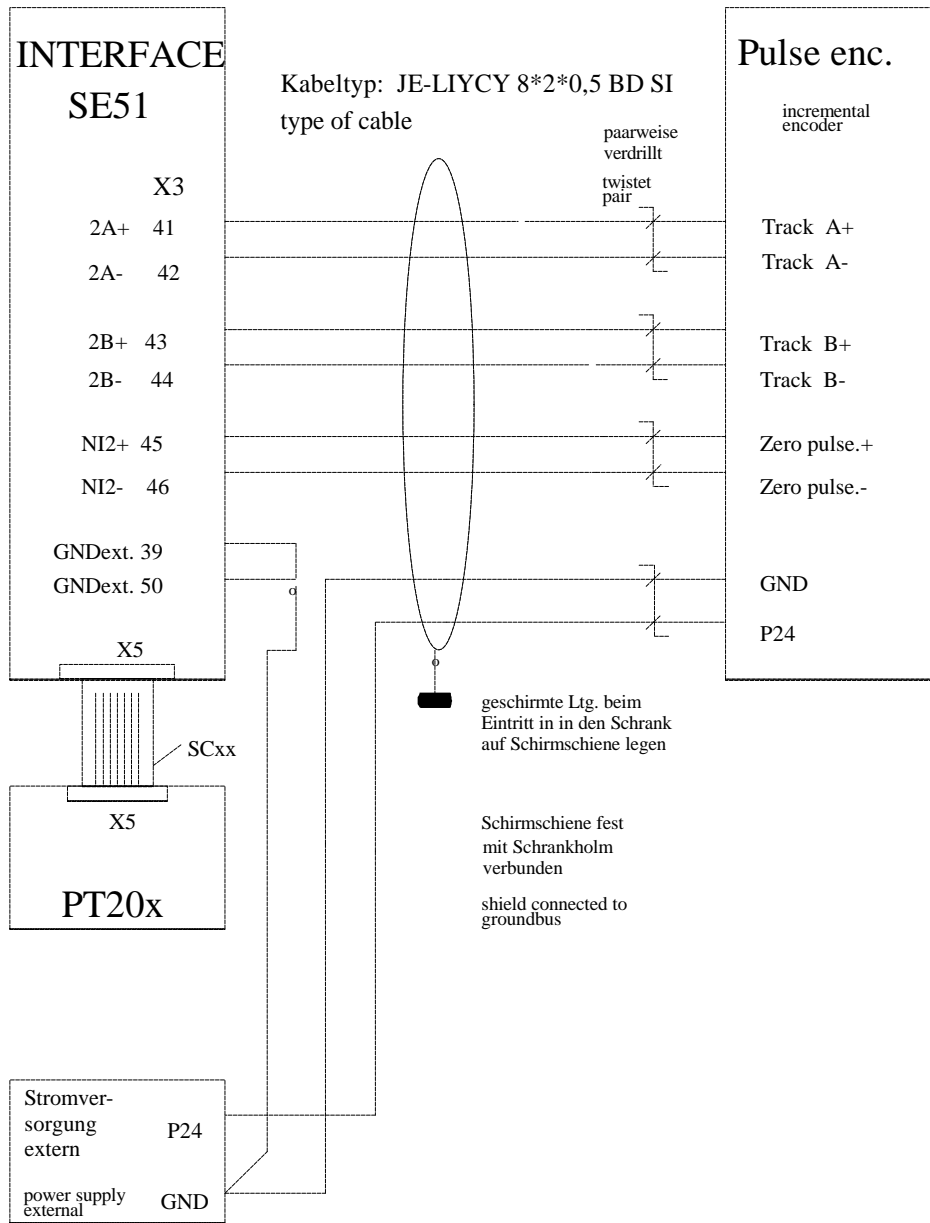 INTERFACE
SE51
Kabeltyp: JE-LIYCY 8*2*0,5 BD SI
type of cable
Pulse enc.
incremental
encoder
paarweise
verdrillt
twistet
pair
X3
2A+ 41
2A- 42
2B+ 43
2B- 44
NI2+ 45
NI2- 46
GNDext. 39
GNDext. 50
X5
Track A+
Track A-
Track B+
Track B-
Zero pulse.+
Zero pulse.-
GND
P24
geschirmte Ltg. beim
Eintritt in in den Schrank
auf Schirmschiene legen
SCxx
X5
PT20x
Schirmschiene fest
mit Schrankholm
verbunden
shield connected to
groundbus
Stromver-
sorgung
extern
P24
power supply
external
GND